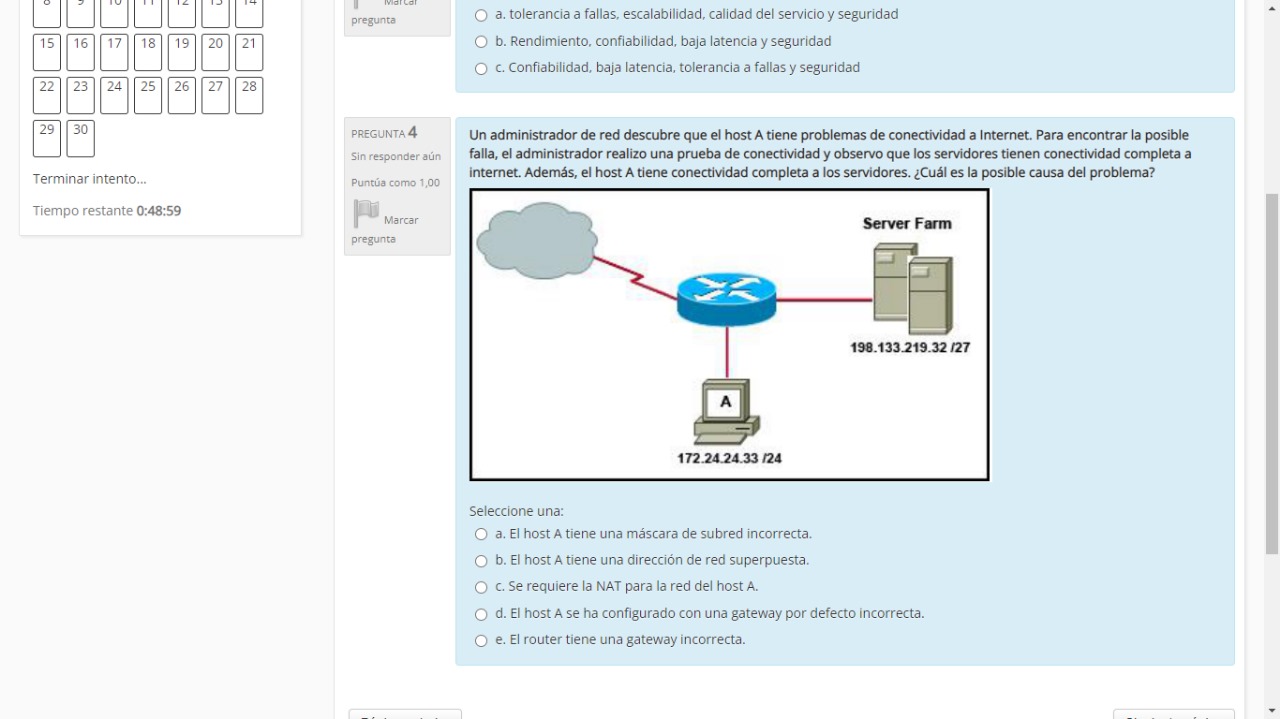 8 9 10 11 12 13 14
15 16 17 18 19 20 21
22 23 24 25 26 27 28
29 30
Terminar intento...
Tiempo restante 0:48:59
Marcar
pregunta
a. tolerancia a fallas, escalabilidad, calidad del servicio y seguridad
b. Rendimiento, confiabilidad, baja latencia y seguridad
c. Confiabilidad, baja latencia, tolerancia a fallas y seguridad
PREGUNTA 4
Sin responder aún
Puntúa como 1,00
Marcar
pregunta
Un administrador de red descubre que el host A tiene problemas de conectividad a Internet. Para encontrar la posible
falla, el administrador realizo una prueba de conectividad y observo que los servidores tienen conectividad completa a
internet. Además, el host A tiene conectividad completa a los servidores. ¿Cuál es la posible causa del problema?
Server Farm
198.133.219.32 /27
A
172.24.24.33 /24
Seleccione una:
a. El host A tiene una máscara de subred incorrecta.
b. El host A tiene una dirección de red superpuesta.
c. Se requiere la NAT para la red del host A.
d. El host A se ha configurado con una gateway por defecto incorrecta.
e. El router tiene una gateway incorrecta.